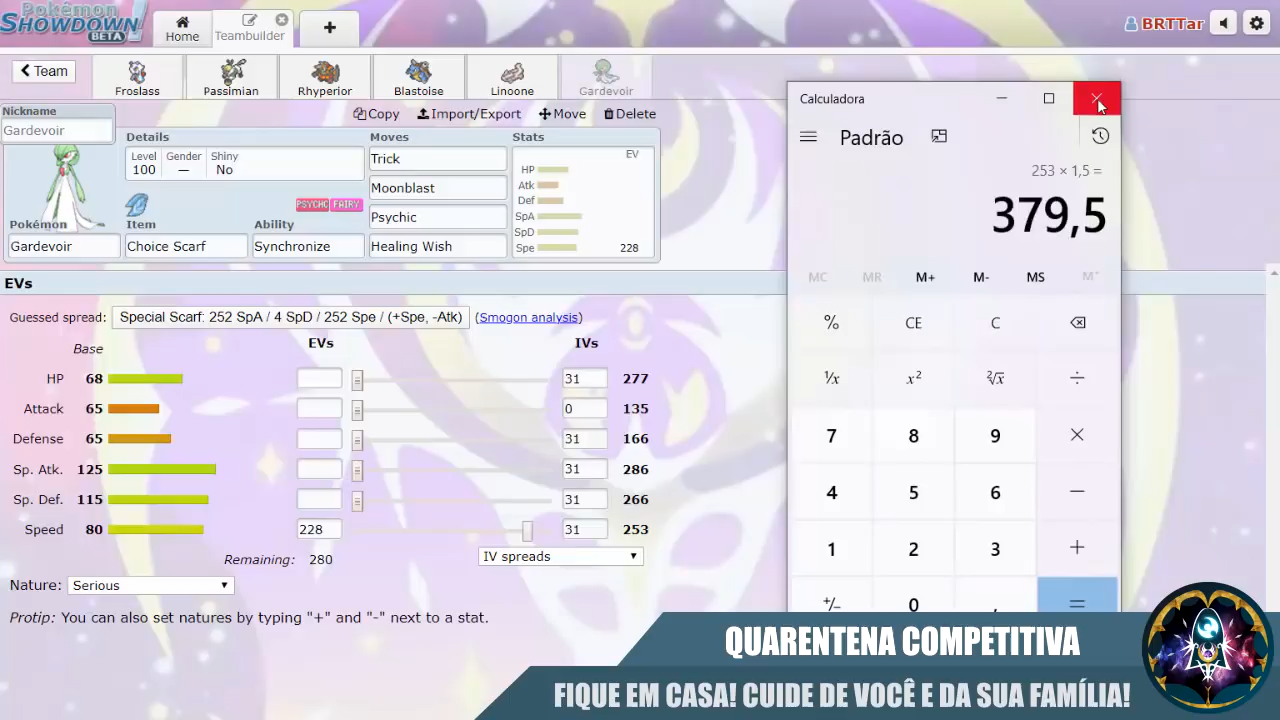 Pokémon
SHOWDOWN!
BETA
Home
Teambuilder
+
BRTTar
Team
Froslass
Passimian
Rhyperior
Blastoise
Linoone
Gardevoir
Nickname
Gardevoir
Copy
Import/Export
Move
Delete
Details
Moves
Stats
Level
Gender
Shiny
100
—
No
Trick
Moonblast
Psychic
Healing Wish
EV
HP
Atk
Def
SpA
SpD
Spe
228
PSYCHC
FAIRY
Pokémon
Item
Ability
Gardevoir
Choice Scarf
Synchronize
EVs
Guessed spread:
Special Scarf: 252 SpA / 4 SpD / 252 Spe / (+Spe, -Atk)
(Smogon analysis)
Base
EVs
IVs
HP 68 31 277
Attack 65 0 135
Defense 65 31 166
Sp. Atk. 125 31 286
Sp. Def. 115 31 266
Speed 80 228 31 253
Remaining: 280
IV spreads
Nature: Serious
Protip: You can also set natures by typing "+" and "-" next to a stat.
Calculadora
Padrão
253 × 1,5 =
379,5
MC MR M+ M- MS M˅
% CE C
¹/x x² ²√x ÷
7 8 9 ×
4 5 6 −
1 2 3 +
+/− 0 , =
QUARENTENA COMPETITIVA
FIQUE EM CASA! CUIDE DE VOCÊ E DA SUA FAMÍLIA!